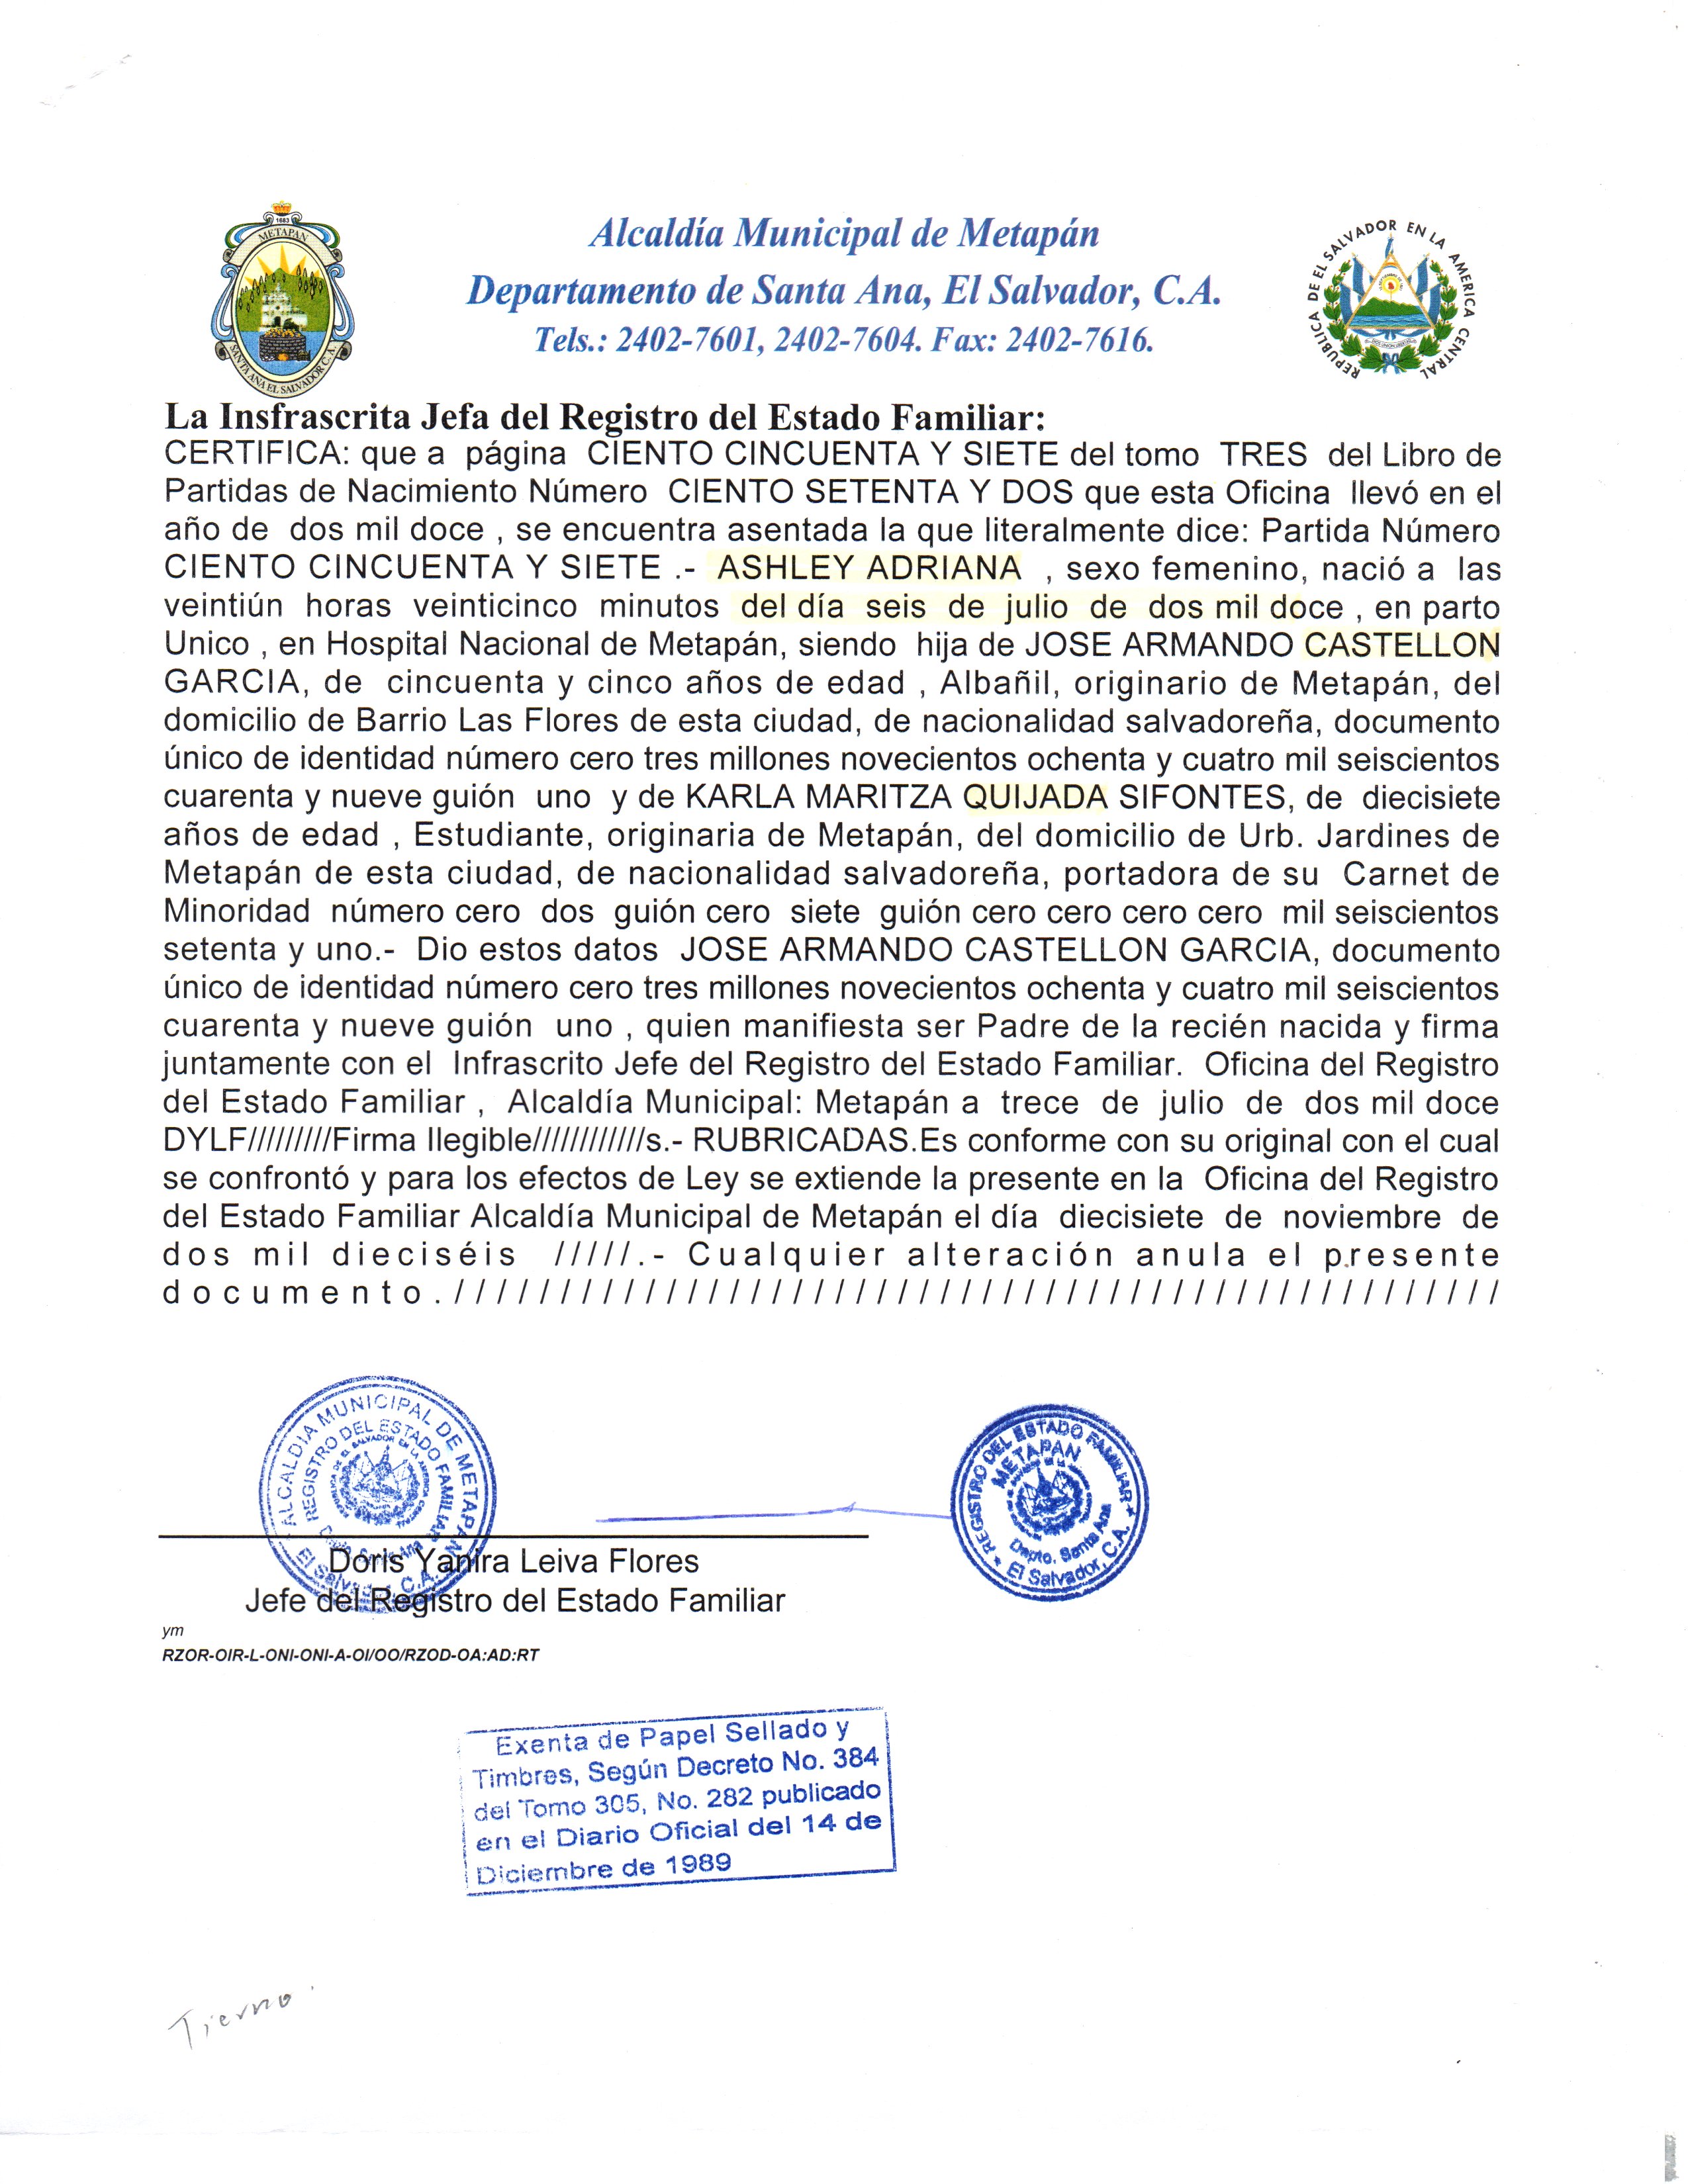 1683
METAPAN
SANTA ANA EL SALVADOR C. A.
Alcaldía Municipal de Metapán
Departamento de Santa Ana, El Salvador, C.A.
Tels.: 2402-7601, 2402-7604. Fax: 2402-7616.
REPUBLICA DE EL SALVADOR EN LA AMERICA CENTRAL
La Insfrascrita Jefa del Registro del Estado Familiar:
CERTIFICA: que a página CIENTO CINCUENTA Y SIETE del tomo TRES del Libro de
Partidas de Nacimiento Número CIENTO SETENTA Y DOS que esta Oficina llevó en el
año de dos mil doce , se encuentra asentada la que literalmente dice: Partida Número
CIENTO CINCUENTA Y SIETE .- ASHLEY ADRIANA , sexo femenino, nació a las
veintiún horas veinticinco minutos del día seis de julio de dos mil doce , en parto
Unico , en Hospital Nacional de Metapán, siendo hija de JOSE ARMANDO CASTELLON
GARCIA, de cincuenta y cinco años de edad , Albañil, originario de Metapán, del
domicilio de Barrio Las Flores de esta ciudad, de nacionalidad salvadoreña, documento
único de identidad número cero tres millones novecientos ochenta y cuatro mil seiscientos
cuarenta y nueve guión uno y de KARLA MARITZA QUIJADA SIFONTES, de diecisiete
años de edad , Estudiante, originaria de Metapán, del domicilio de Urb. Jardines de
Metapán de esta ciudad, de nacionalidad salvadoreña, portadora de su Carnet de
Minoridad número cero dos guión cero siete guión cero cero cero cero mil seiscientos
setenta y uno.- Dio estos datos JOSE ARMANDO CASTELLON GARCIA, documento
único de identidad número cero tres millones novecientos ochenta y cuatro mil seiscientos
cuarenta y nueve guión uno , quien manifiesta ser Padre de la recién nacida y firma
juntamente con el Infrascrito Jefe del Registro del Estado Familiar. Oficina del Registro
del Estado Familiar , Alcaldía Municipal: Metapán a trece de julio de dos mil doce
DYLF/////////Firma Ilegible////////////s.- RUBRICADAS.Es conforme con su original con el cual
se confrontó y para los efectos de Ley se extiende la presente en la Oficina del Registro
del Estado Familiar Alcaldía Municipal de Metapán el día diecisiete de noviembre de
dos mil dieciséis /////.- Cualquier alteración anula el presente
documento.//////////////////////////////////////////////////
ALCALDIA MUNICIPAL DE METAPAN
REGISTRO DEL ESTADO FAMILIAR
Depto. Santa Ana
El Salvador, C.A.
REGISTRO DEL ESTADO FAMILIAR
METAPAN
Depto. Santa Ana
El Salvador, C.A.
Doris Yanira Leiva Flores
Jefe del Registro del Estado Familiar
ym
RZOR-OIR-L-ONI-ONI-A-OI/OO/RZOD-OA:AD:RT
Exenta de Papel Sellado y
Timbres, Según Decreto No. 384
del Tomo 305, No. 282 publicado
en el Diario Oficial del 14 de
Diciembre de 1989
Tierno.